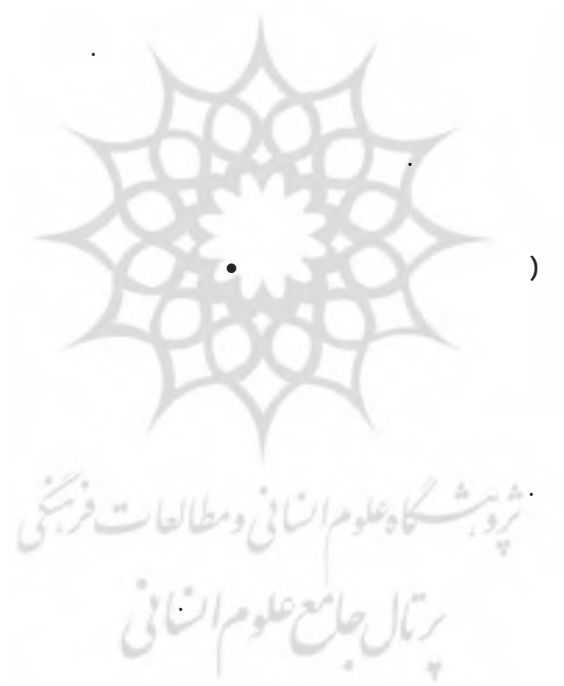 )
پژوهشگاه علوم انسانی و مطالعات فرهنگی
پرتال جامع علوم انسانی